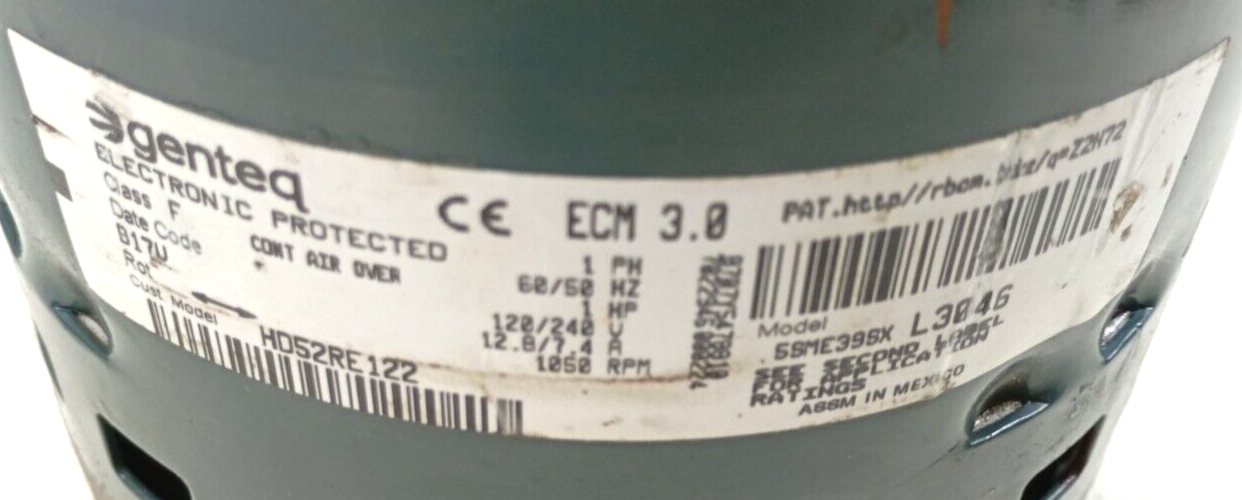 genteq
ELECTRONIC PROTECTED
Class F
Date Code
B17U
CONT AIR OVER
Rot
Cust Model
HD52RE122
CE ECM 3.0
1 PH
60/50 HZ
1 HP
120/240 V
12.8/7.4 A
1050 RPM
PAT.http//rbcm.
Model
5SME39SX L3046
SEE SECOND LABEL
FOR APPLICATION
RATINGS
ASSM IN MEXICO